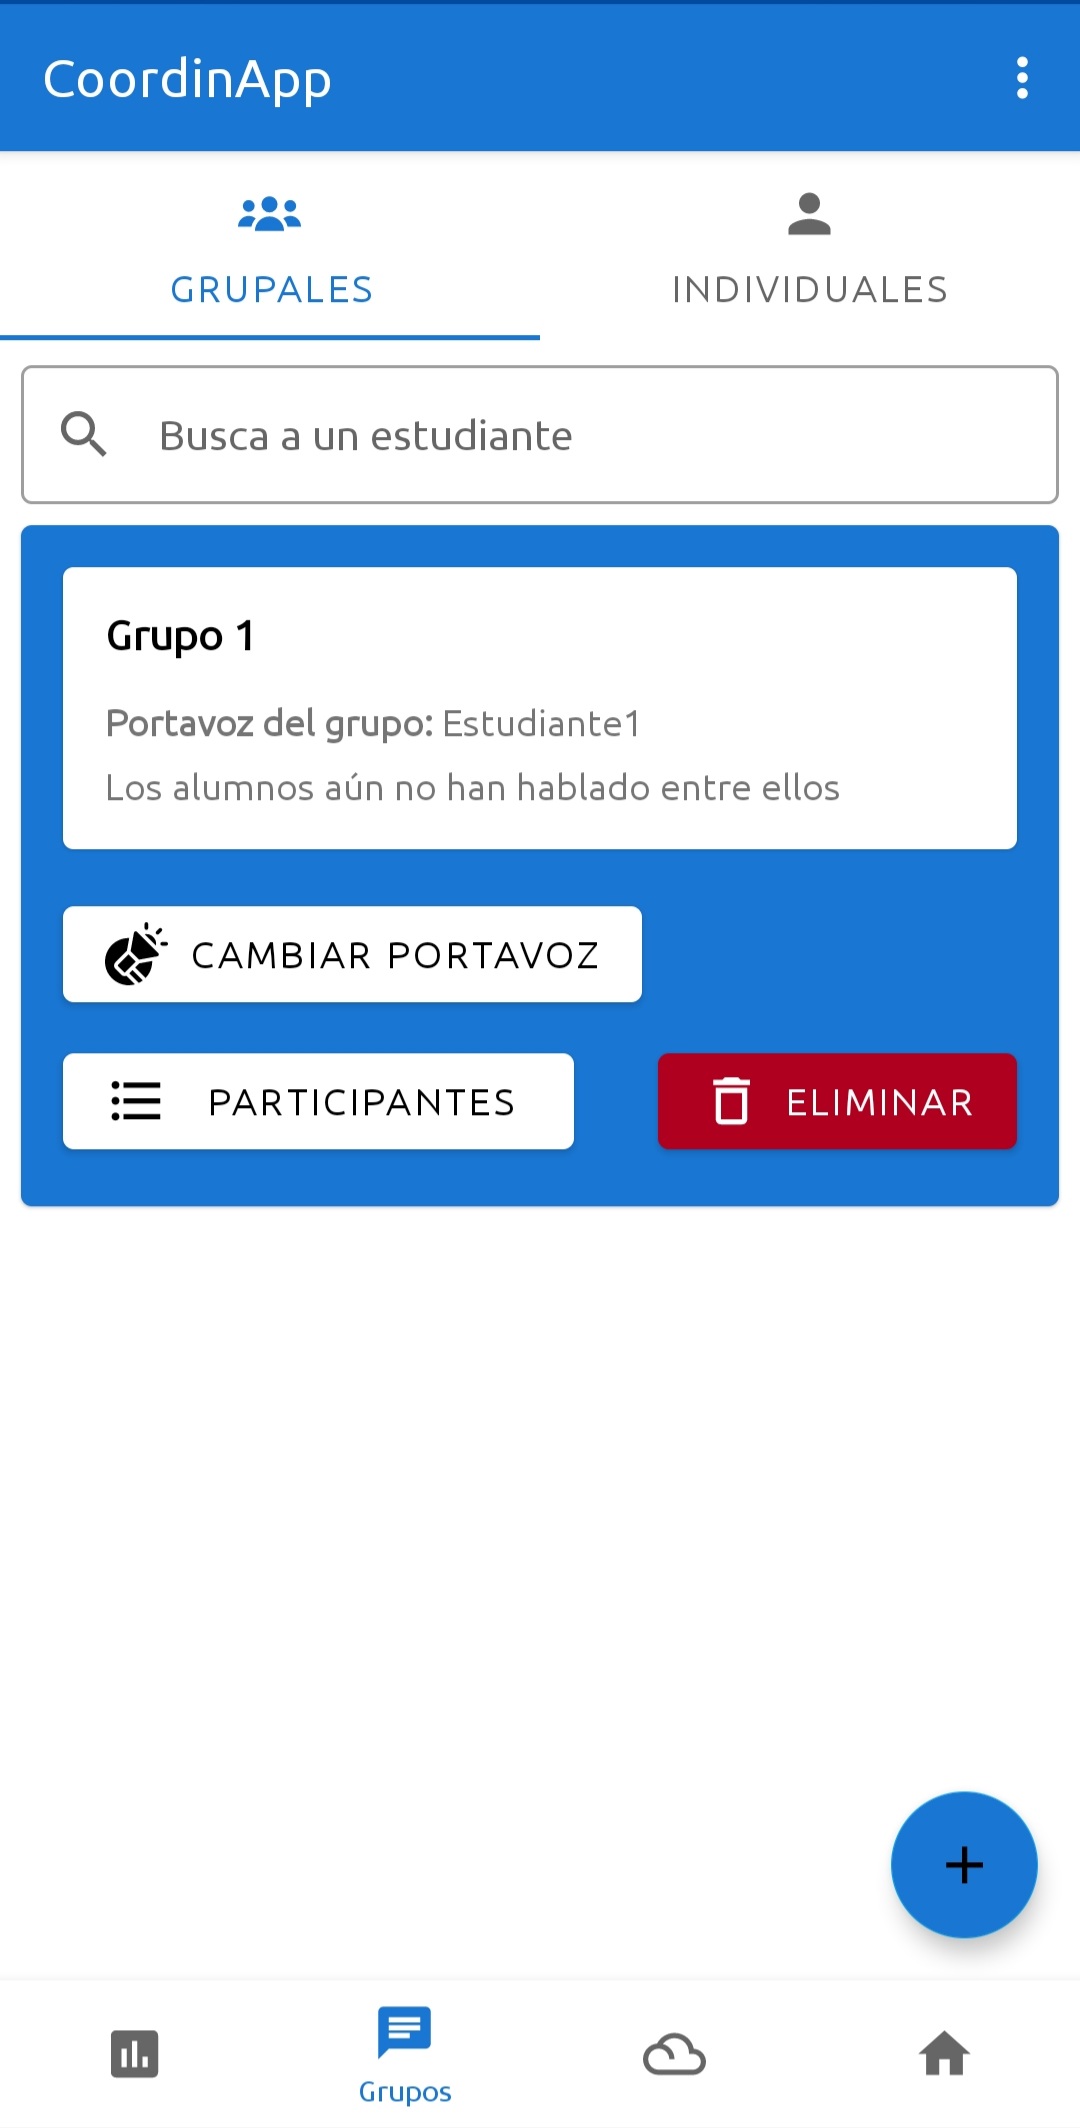 CoordinApp
GRUPALES
INDIVIDUALES
Busca a un estudiante
Grupo 1
Portavoz del grupo: Estudiante1
Los alumnos aún no han hablado entre ellos
CAMBIAR PORTAVOZ
PARTICIPANTES
ELIMINAR
Grupos